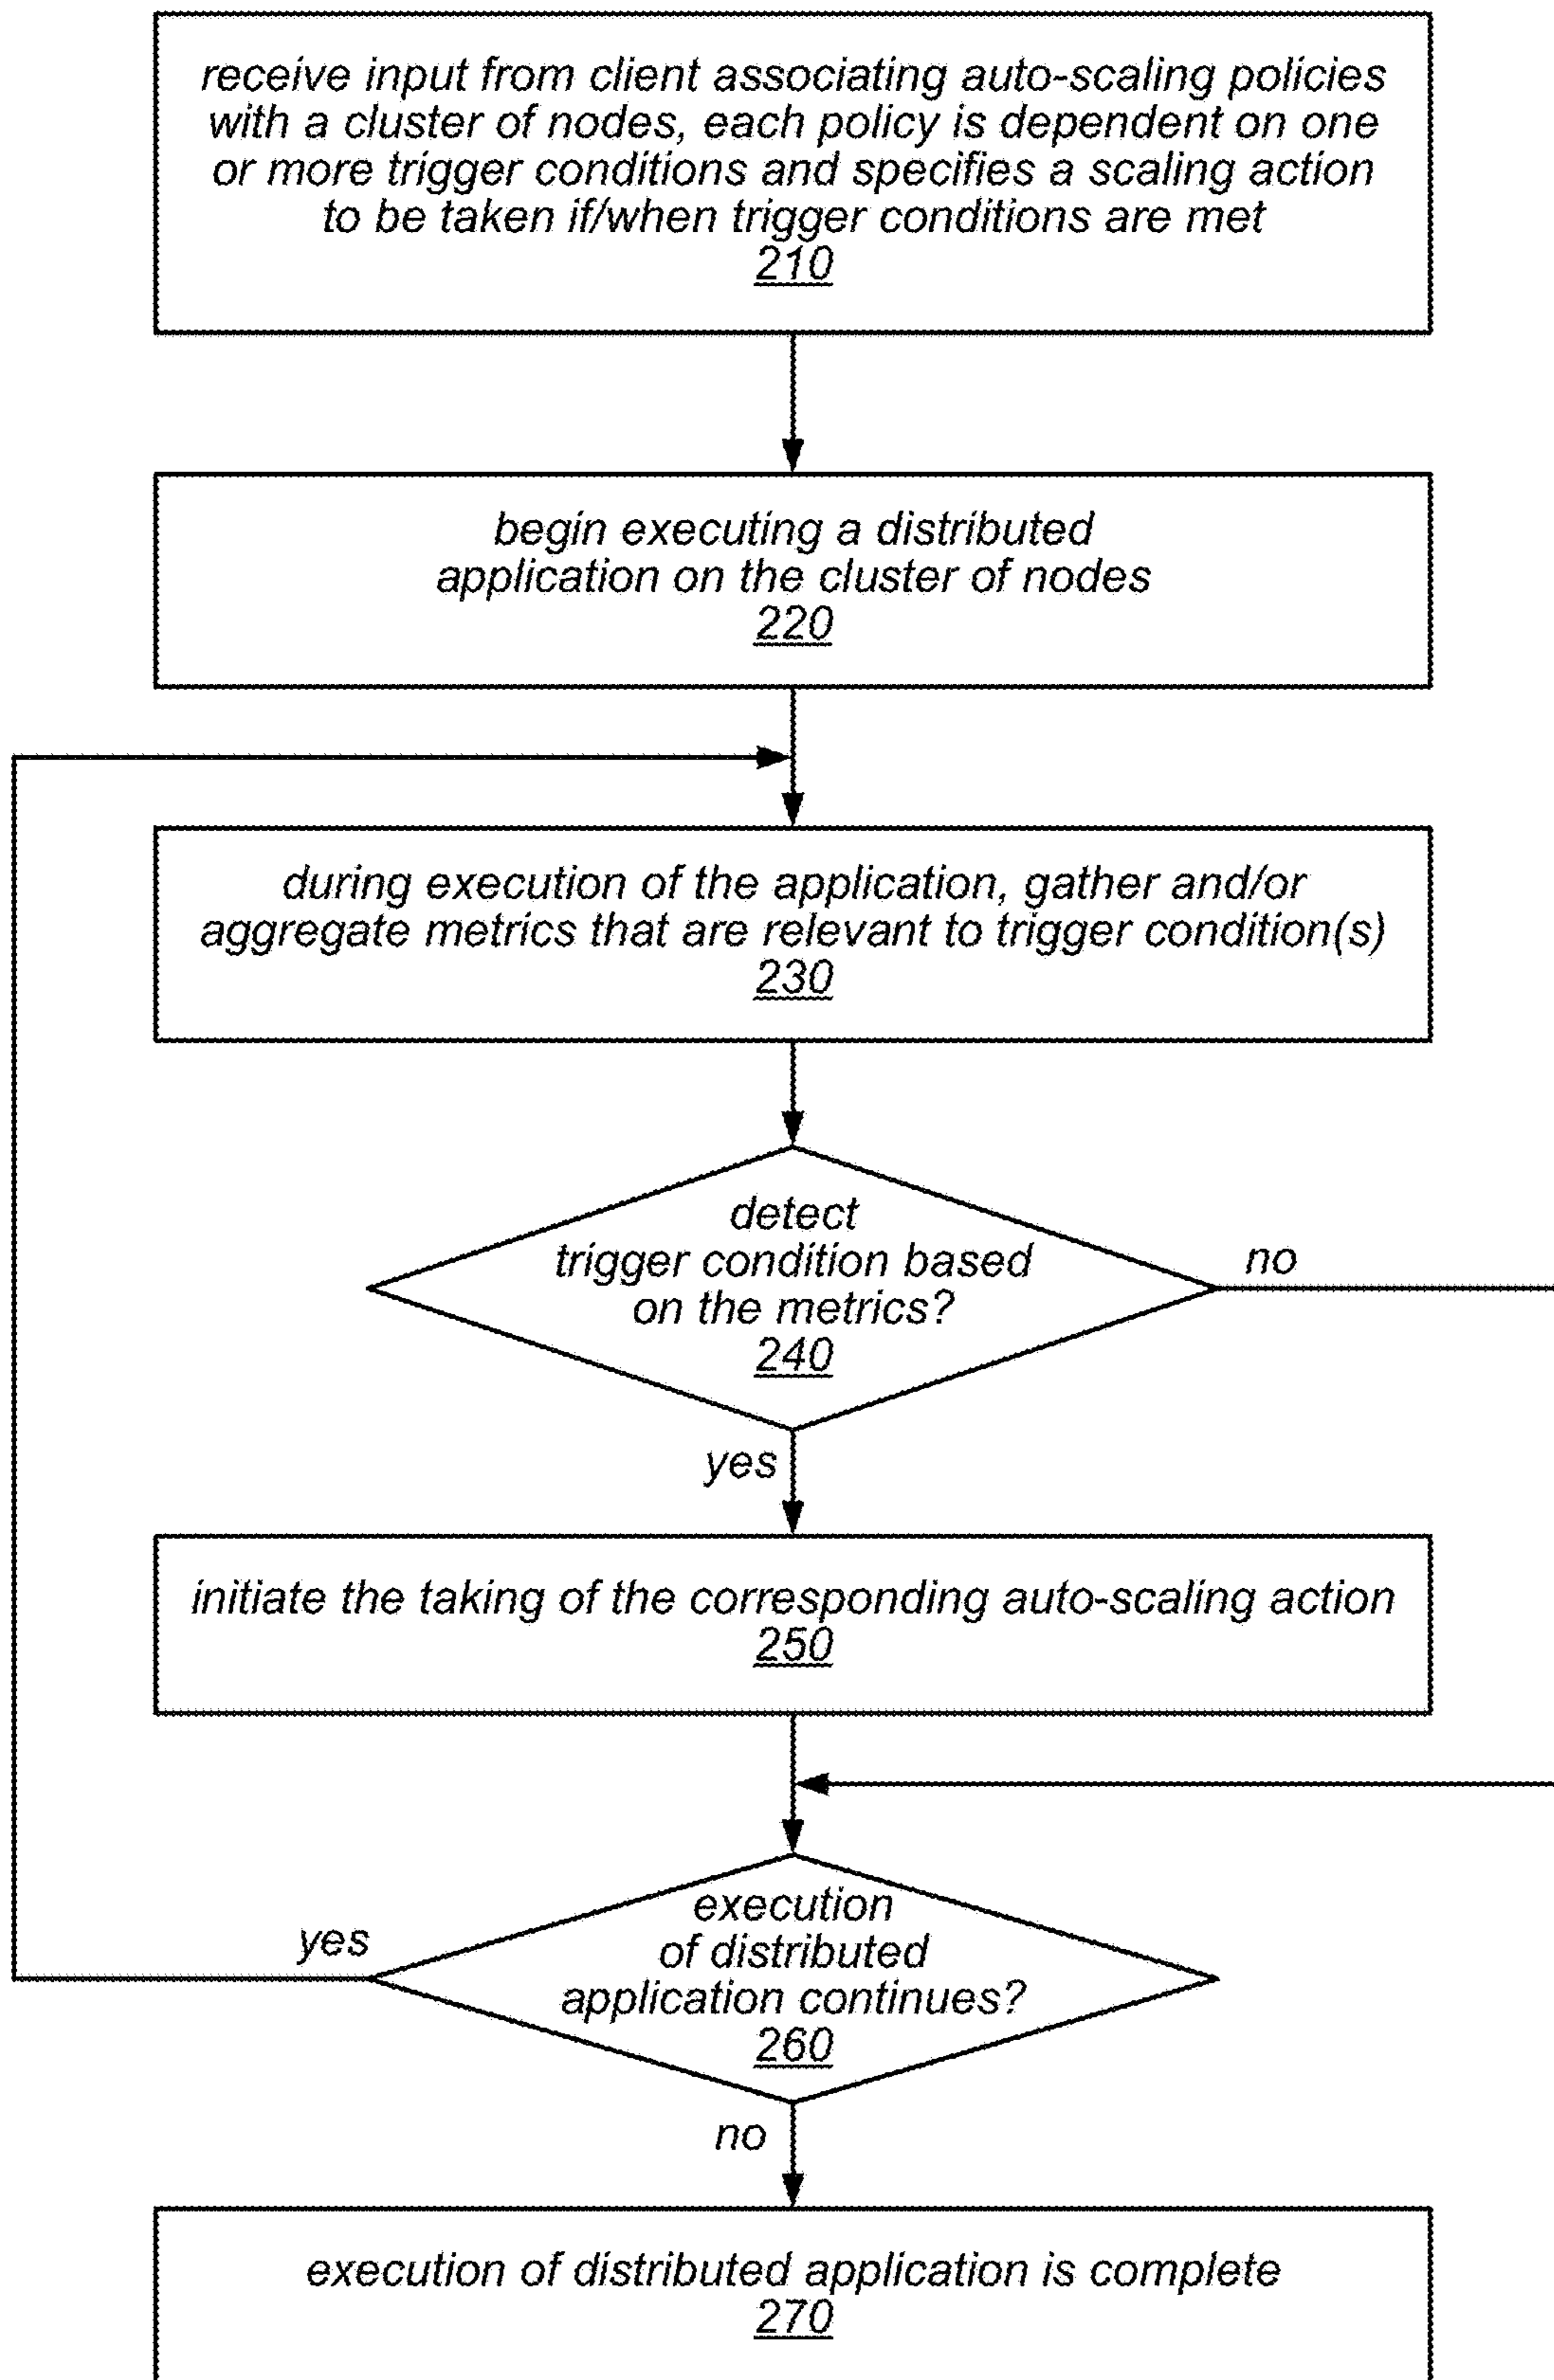 receive input from client associating auto-scaling policies
with a cluster of nodes, each policy is dependent on one
or more trigger conditions and specifies a scaling action
to be taken if/when trigger conditions are met
210
begin executing a distributed
application on the cluster of nodes
220
during execution of the application, gather and/or
aggregate metrics that are relevant to trigger condition(s)
230
detect
trigger condition based
on the metrics?
240
no
yes
initiate the taking of the corresponding auto-scaling action
250
execution
of distributed
application continues?
260
yes
no
execution of distributed application is complete
270